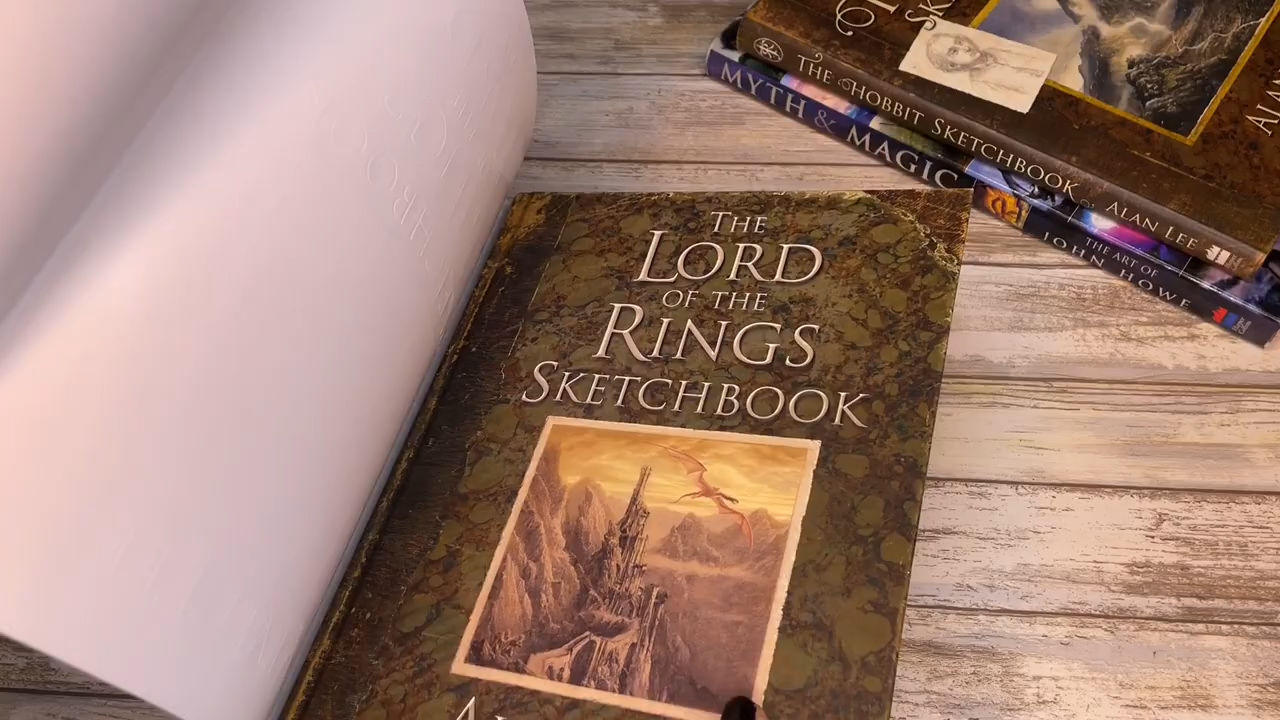 THE
LORD
OF THE
RINGS
SKETCHBOOK
THE HOBBIT SKETCHBOOK ALAN LEE
MYTH & MAGIC
THE ART OF
JOHN HOWE